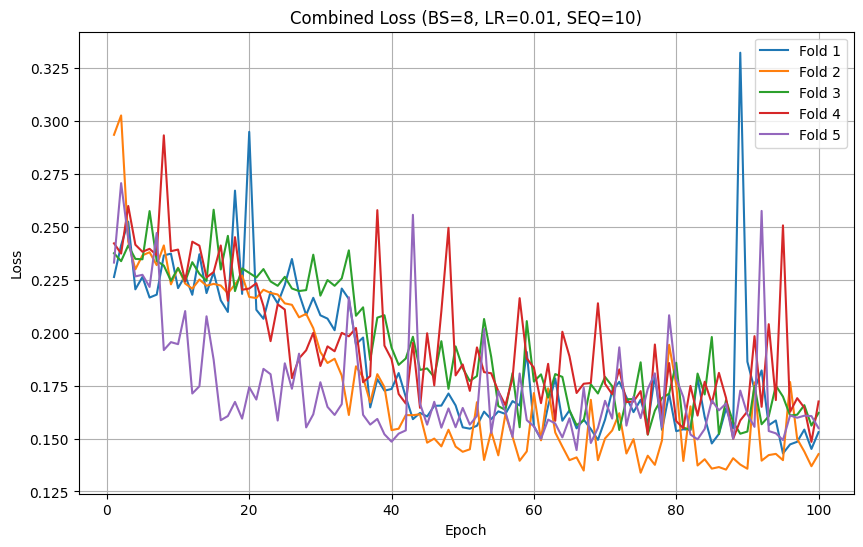 Combined Loss (BS=8, LR=0.01, SEQ=10)
Fold 1
Fold 2
Fold 3
Fold 4
Fold 5
0.325
0.300
0.275
0.250
0.225
0.200
0.175
0.150
0.125
Loss
0
20
40
60
80
100
Epoch